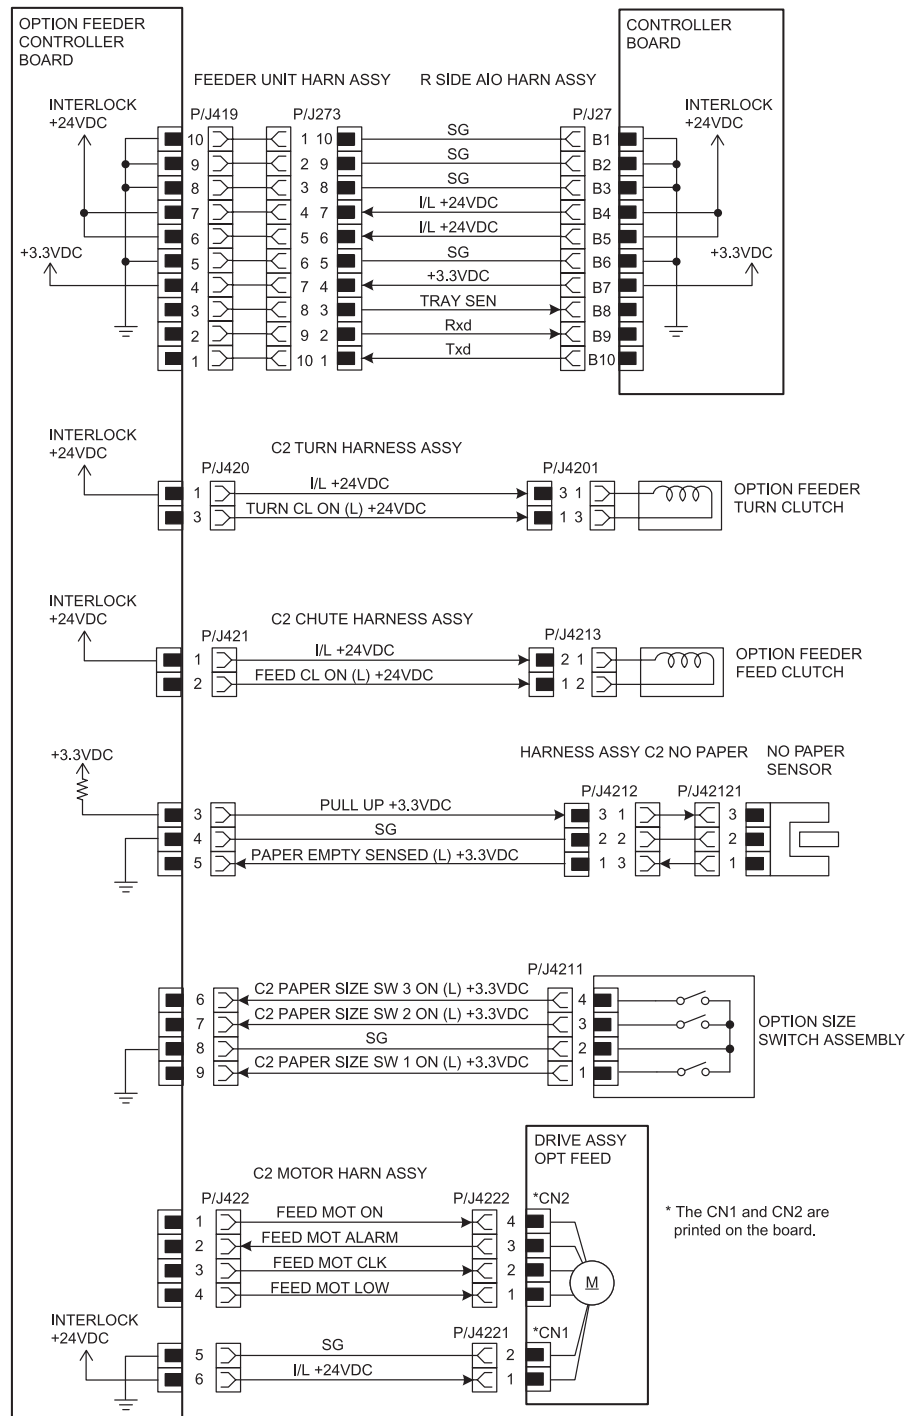 OPTION FEEDER
CONTROLLER
BOARD
CONTROLLER
BOARD
FEEDER UNIT HARN ASSY
R SIDE AIO HARN ASSY
INTERLOCK
+24VDC
P/J419
P/J273
P/J27
INTERLOCK
+24VDC
10 1 10 SG B1
9 2 9 SG B2
8 3 8 SG B3
7 4 7 I/L +24VDC B4
6 5 6 I/L +24VDC B5
+3.3VDC
+3.3VDC
5 6 5 SG B6
4 7 4 +3.3VDC B7
3 8 3 TRAY SEN B8
2 9 2 Rxd B9
1 10 1 Txd B10
INTERLOCK
+24VDC
C2 TURN HARNESS ASSY
P/J420
P/J4201
1 I/L +24VDC 3 1
3 TURN CL ON (L) +24VDC 1 3
OPTION FEEDER
TURN CLUTCH
INTERLOCK
+24VDC
C2 CHUTE HARNESS ASSY
P/J421
P/J4213
1 I/L +24VDC 2 1
2 FEED CL ON (L) +24VDC 1 2
OPTION FEEDER
FEED CLUTCH
+3.3VDC
HARNESS ASSY C2 NO PAPER
NO PAPER
SENSOR
P/J4212
P/J42121
3 PULL UP +3.3VDC 3 1 3
4 SG 2 2 2
5 PAPER EMPTY SENSED (L) +3.3VDC 1 3 1
P/J4211
6 C2 PAPER SIZE SW 3 ON (L) +3.3VDC 4
7 C2 PAPER SIZE SW 2 ON (L) +3.3VDC 3
8 SG 2
9 C2 PAPER SIZE SW 1 ON (L) +3.3VDC 1
OPTION SIZE
SWITCH ASSEMBLY
DRIVE ASSY
OPT FEED
C2 MOTOR HARN ASSY
P/J422
P/J4222
*CN2
1 FEED MOT ON 4
2 FEED MOT ALARM 3
3 FEED MOT CLK 2
4 FEED MOT LOW 1
M
* The CN1 and CN2 are
printed on the board.
INTERLOCK
+24VDC
P/J4221
*CN1
5 SG 2
6 I/L +24VDC 1